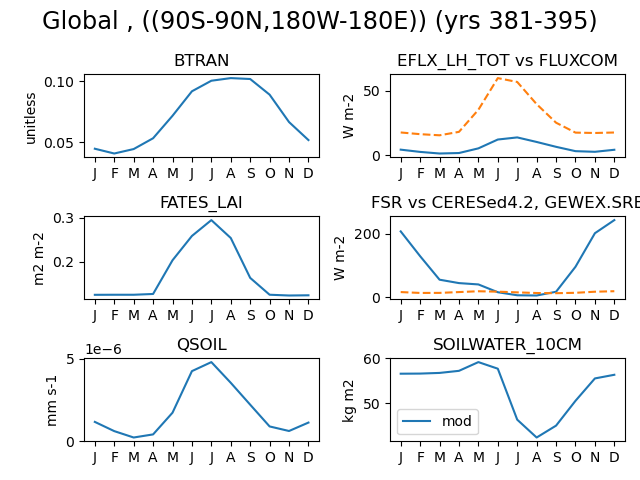 Global , ((90S-90N,180W-180E)) (yrs 381-395)
BTRAN
unitless
0.10
0.05
J F M A M J J A S O N D
EFLX_LH_TOT vs FLUXCOM
W m-2
50
0
J F M A M J J A S O N D
FATES_LAI
m2 m-2
0.3
0.2
J F M A M J J A S O N D
FSR vs CERESed4.2, GEWEX.SRB
W m-2
200
0
J F M A M J J A S O N D
QSOIL
1e−6
mm s-1
5
0
J F M A M J J A S O N D
SOILWATER_10CM
kg m2
60
50
mod
J F M A M J J A S O N D